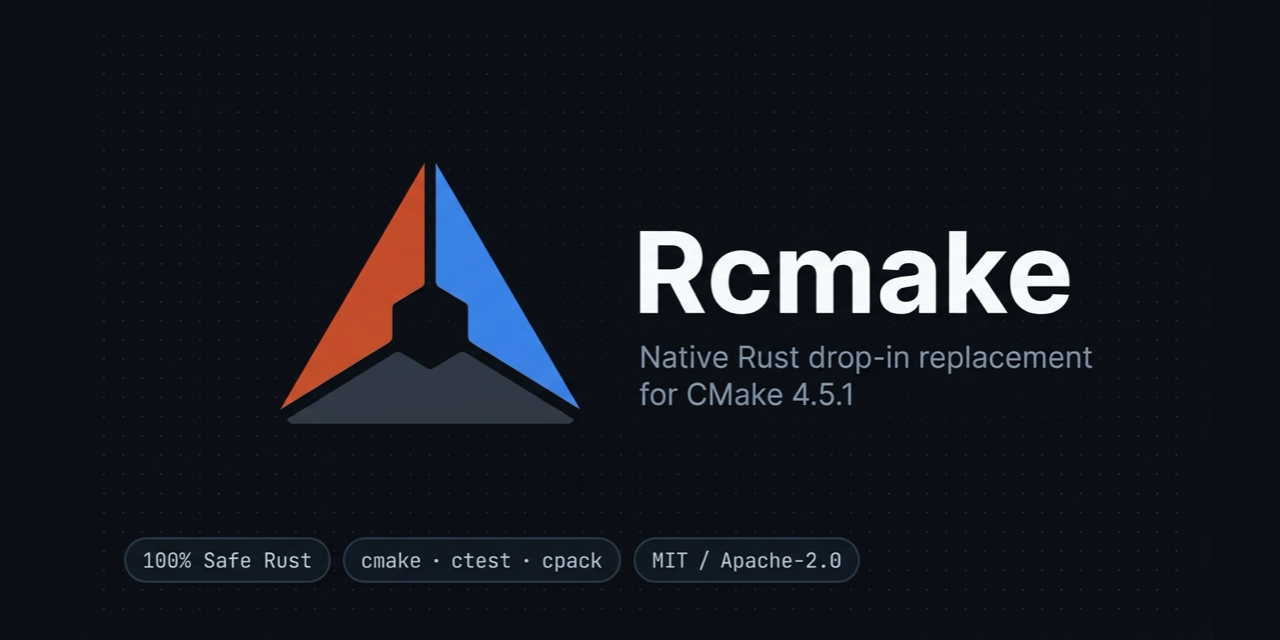 Rcmake
Native Rust drop-in replacement
for CMake 4.5.1
100% Safe Rust
cmake · ctest · cpack
MIT / Apache-2.0